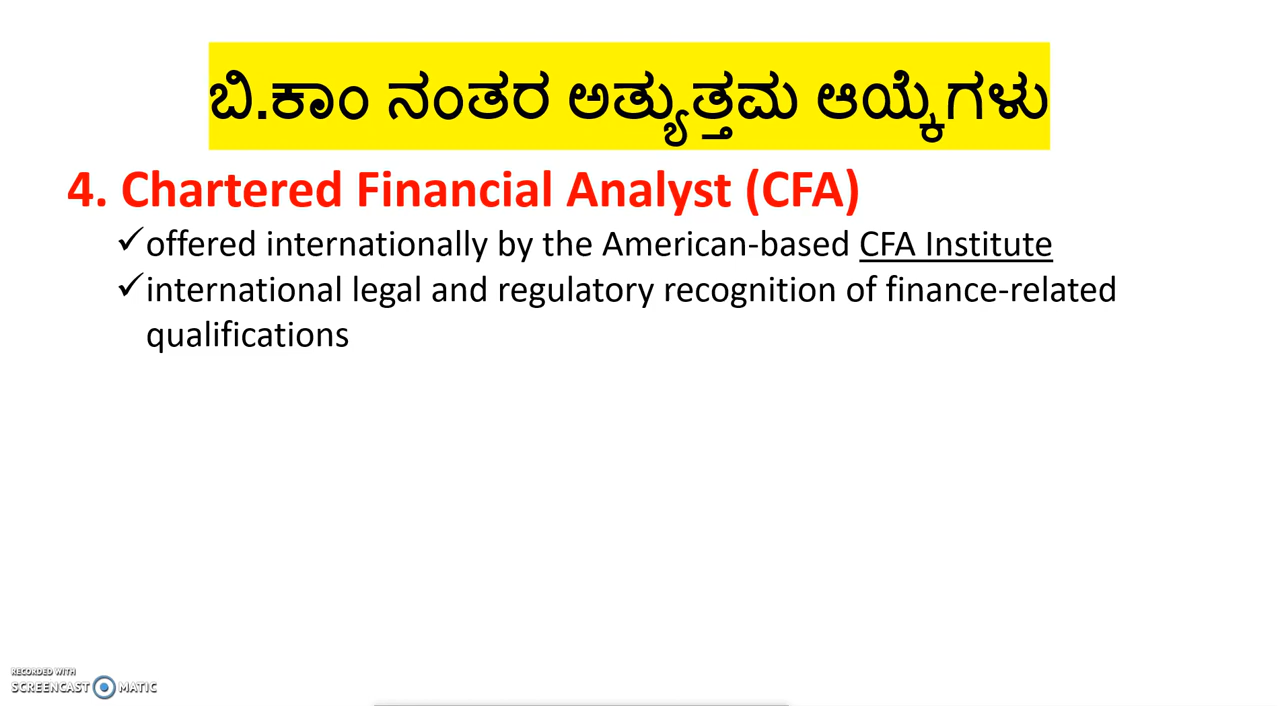 ಬಿ.ಕಾಂ ನಂತರ ಅತ್ಯುತ್ತಮ ಆಯ್ಕೆಗಳು
4. Chartered Financial Analyst (CFA)
✓offered internationally by the American-based CFA Institute
✓international legal and regulatory recognition of finance-related
qualifications
RECORDED WITH
SCREENCAST MATIC